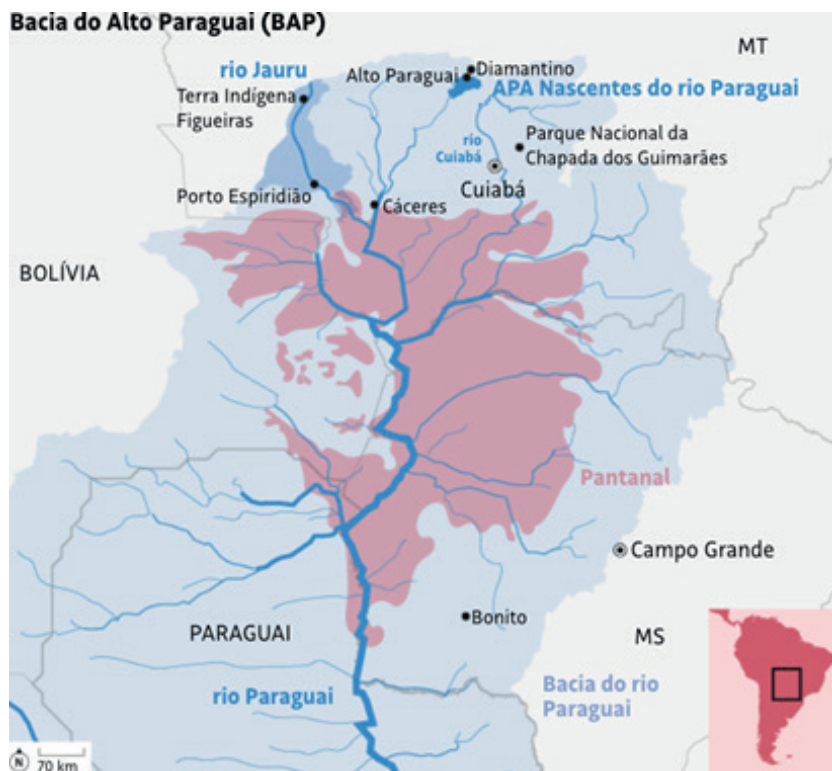 Bacia do Alto Paraguai (BAP)
MT
rio Jauru
Alto Paraguai
Diamantino
APA Nascentes do rio Paraguai
Terra Indígena
Figueiras
rio
Cuiabá
Parque Nacional da
Chapada dos Guimarães
Cuiabá
Porto Espiridião
Cáceres
BOLÍVIA
Pantanal
Campo Grande
Bonito
PARAGUAI
MS
rio Paraguai
Bacia do rio
Paraguai
N
70 km